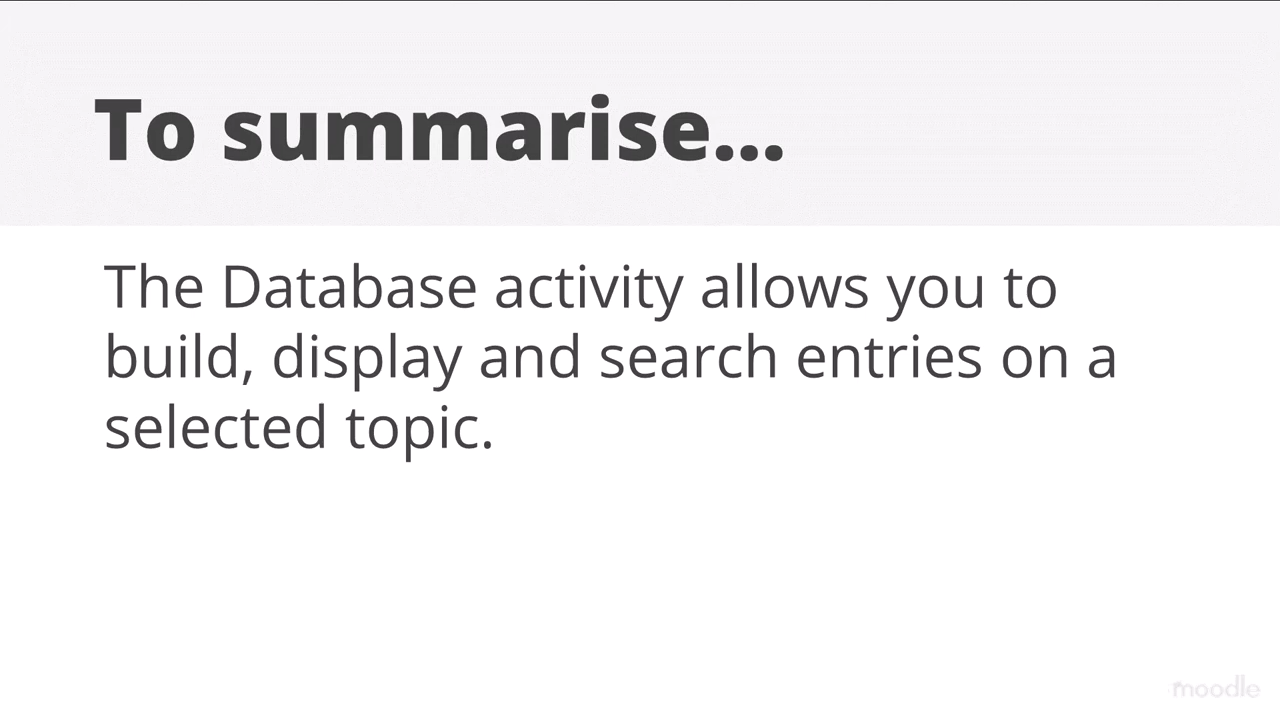 To summarise...
The Database activity allows you to
build, display and search entries on a
selected topic.
moodle